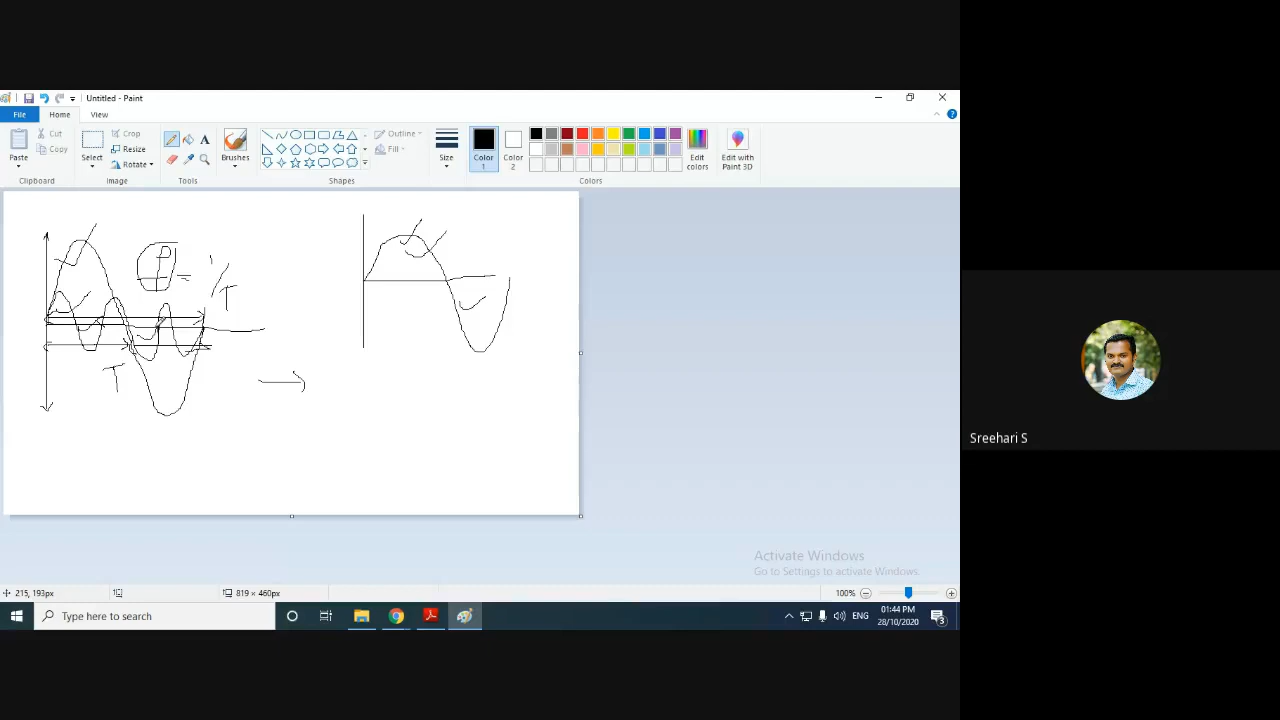 Untitled - Paint
File Home View
Paste
Cut
Copy
Clipboard
Select
Crop
Resize
Rotate
Image
Tools
Brushes
Shapes
Outline
Fill
Size
Color 1
Color 2
Colors
Edit colors
Edit with Paint 3D
= 1/T
T
Sreehari S
Activate Windows
Go to Settings to activate Windows.
215, 193px
819 × 460px
100%
Type here to search
ENG
01:44 PM
28/10/2020
3